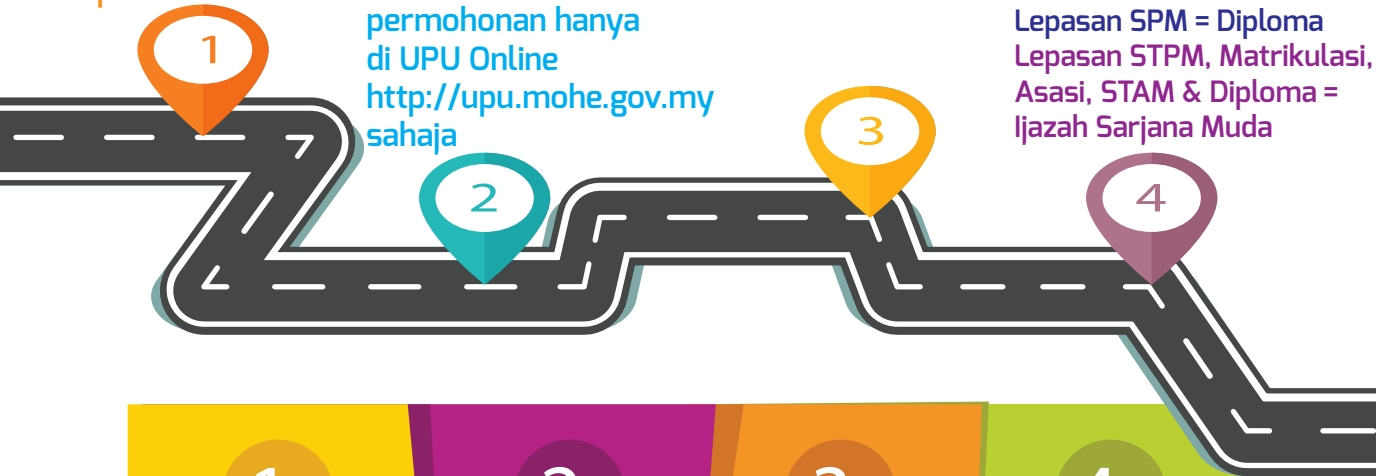 1
permohonan hanya
di UPU Online
http://upu.mohe.gov.my
sahaja
2
3
Lepasan SPM = Diploma
Lepasan STPM, Matrikulasi,
Asasi, STAM & Diploma =
Ijazah Sarjana Muda
4
1